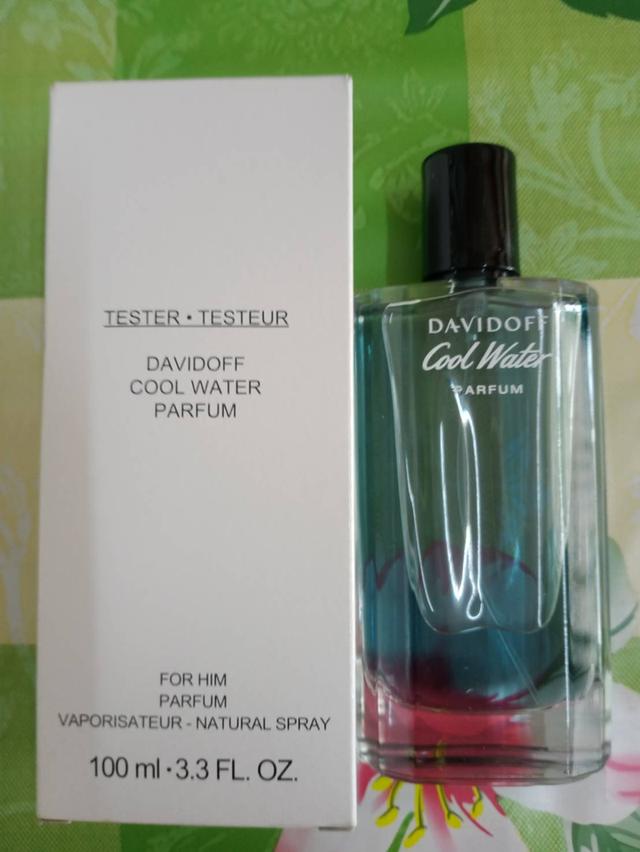 TESTER • TESTEUR
DAVIDOFF
COOL WATER
PARFUM
FOR HIM
PARFUM
VAPORISATEUR - NATURAL SPRAY
100 ml • 3.3 FL. OZ.
DAVIDOFF
Cool Water
PARFUM